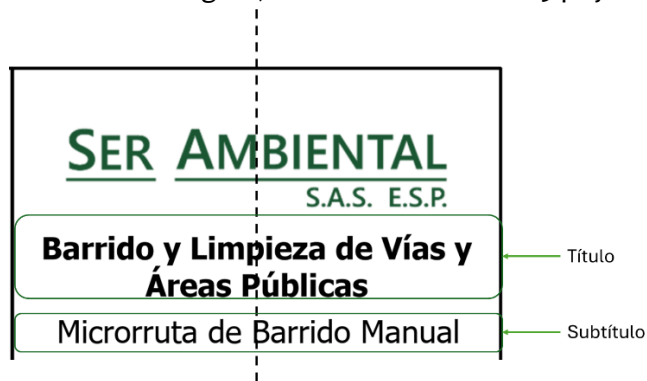 SER AMBIENTAL
S.A.S. E.S.P.
Barrido y Limpieza de Vías y
Áreas Públicas
Título
Microrruta de Barrido Manual
Subtítulo